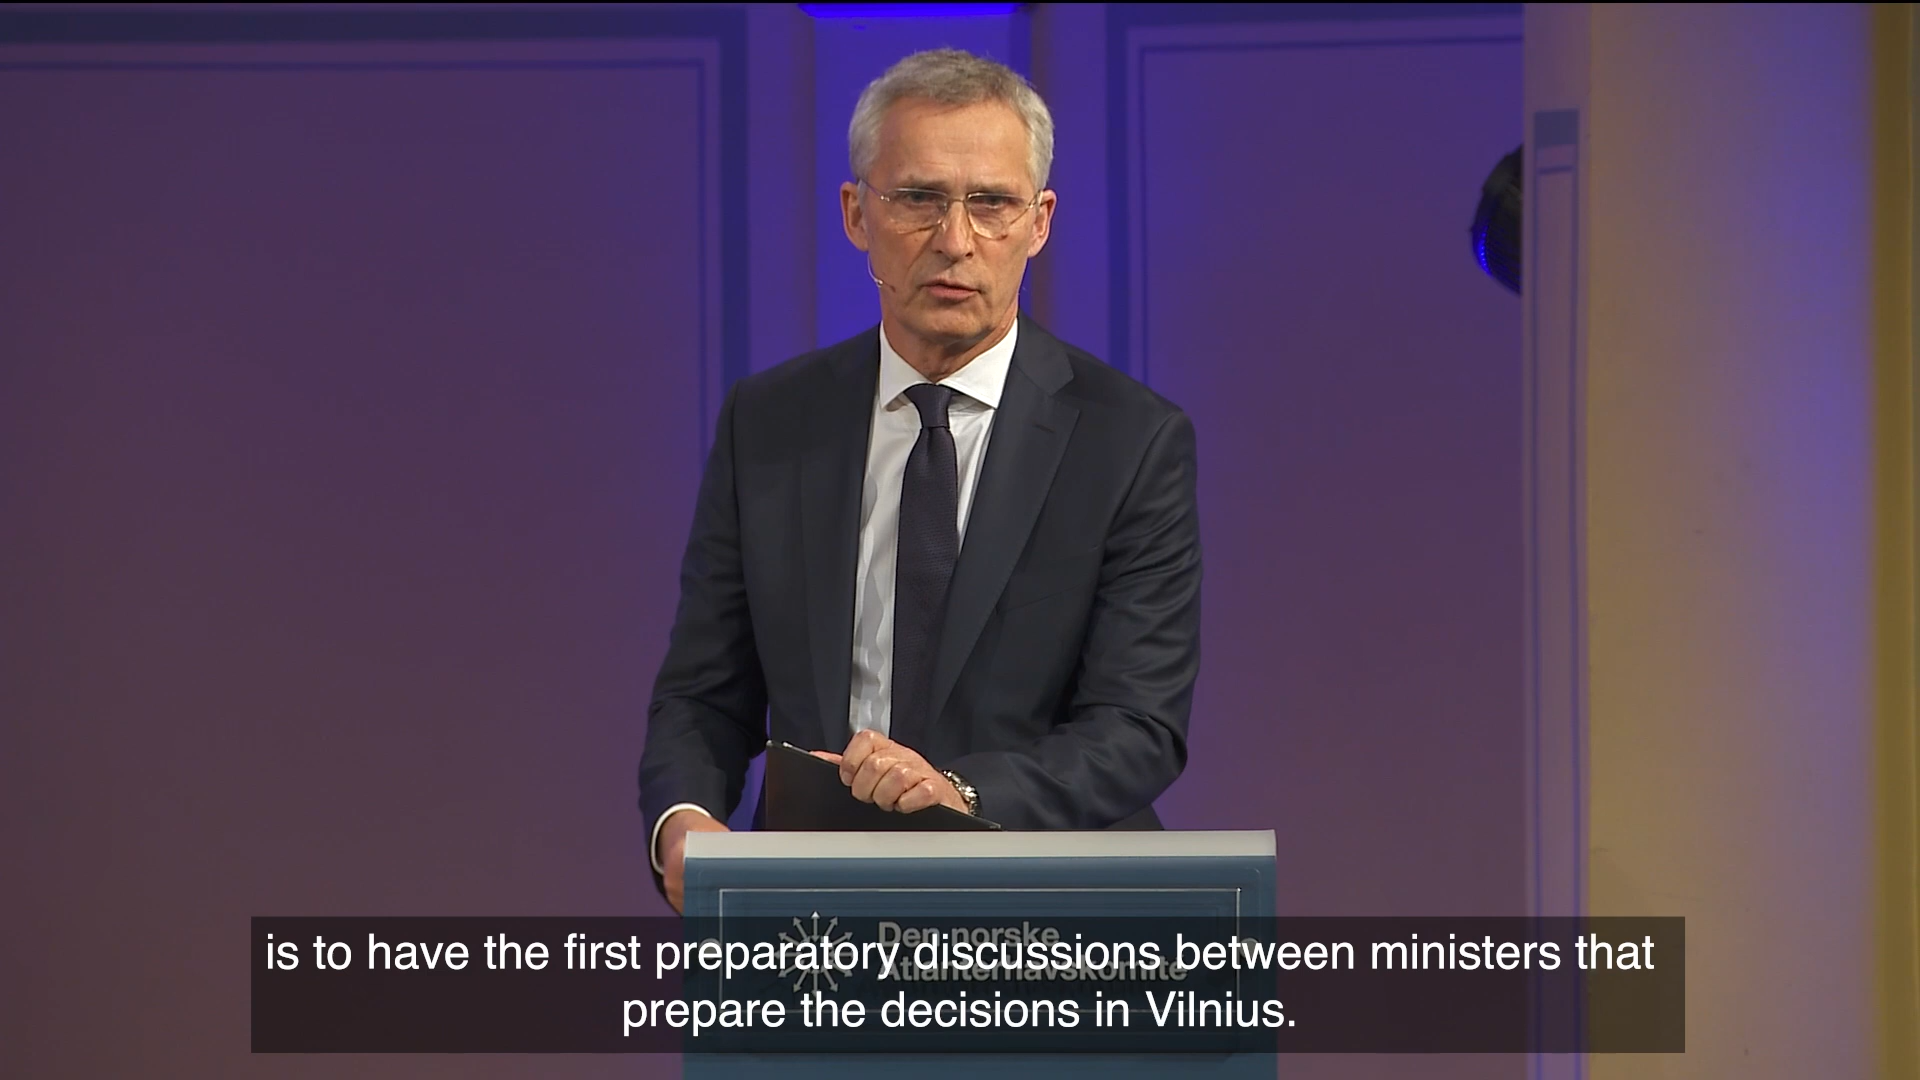 Den norske
Atlanterhavskomite
is to have the first preparatory discussions between ministers that
prepare the decisions in Vilnius.